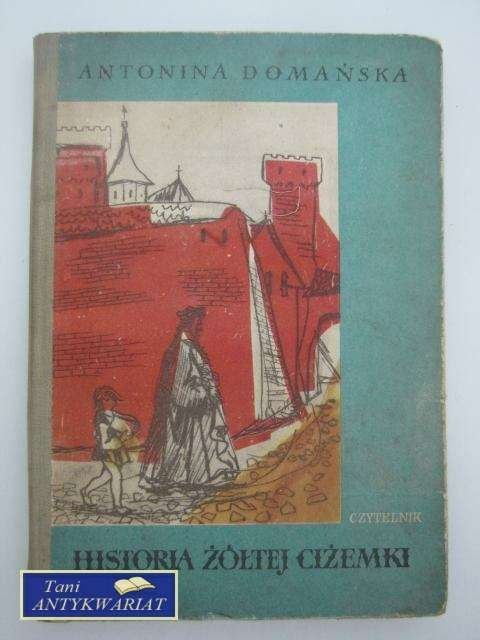 ANTONINA DOMAŃSKA
CZYTELNIK
HISTORIA ŻÓŁTEJ CIŻEMKI
Tani
ANTYKWARIAT